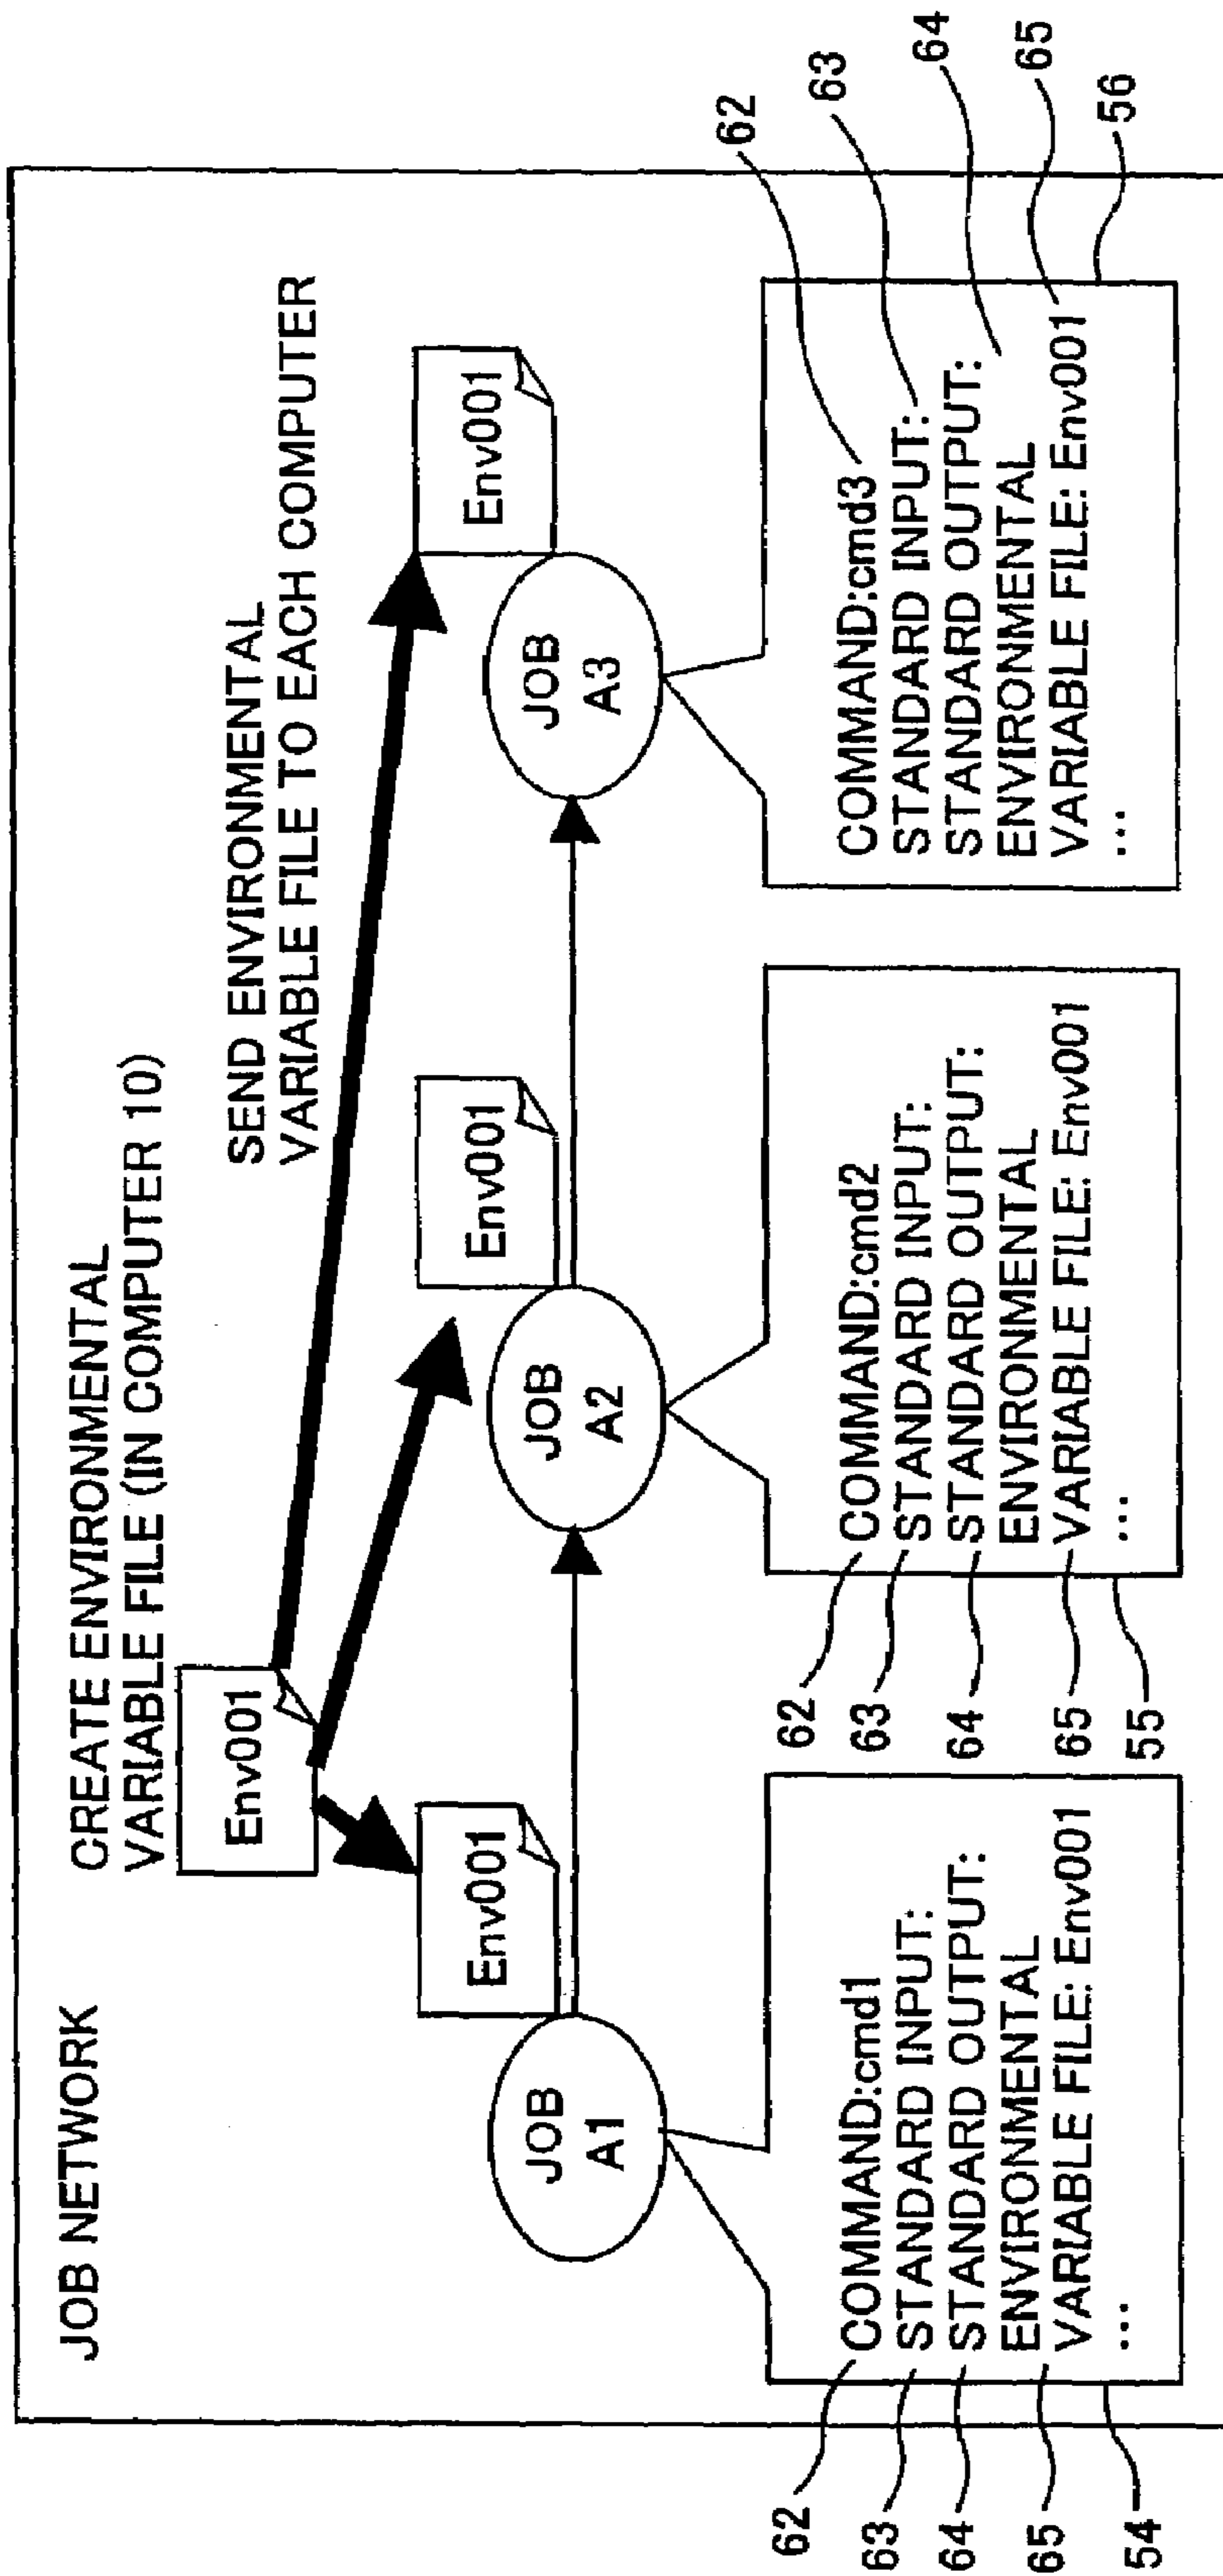 JOB NETWORK
CREATE ENVIRONMENTAL
VARIABLE FILE (IN COMPUTER 10)
Env001
SEND ENVIRONMENTAL
VARIABLE FILE TO EACH COMPUTER
Env001
Env001
Env001
JOB
A1
JOB
A2
JOB
A3
62
COMMAND:cmd1
63
STANDARD INPUT:
64
STANDARD OUTPUT:
ENVIRONMENTAL
65
VARIABLE FILE: Env001
...
54
62
COMMAND:cmd2
63
STANDARD INPUT:
64
STANDARD OUTPUT:
ENVIRONMENTAL
65
VARIABLE FILE: Env001
...
55
COMMAND:cmd3
62
STANDARD INPUT:
63
STANDARD OUTPUT:
64
ENVIRONMENTAL
VARIABLE FILE: Env001
65
...
56